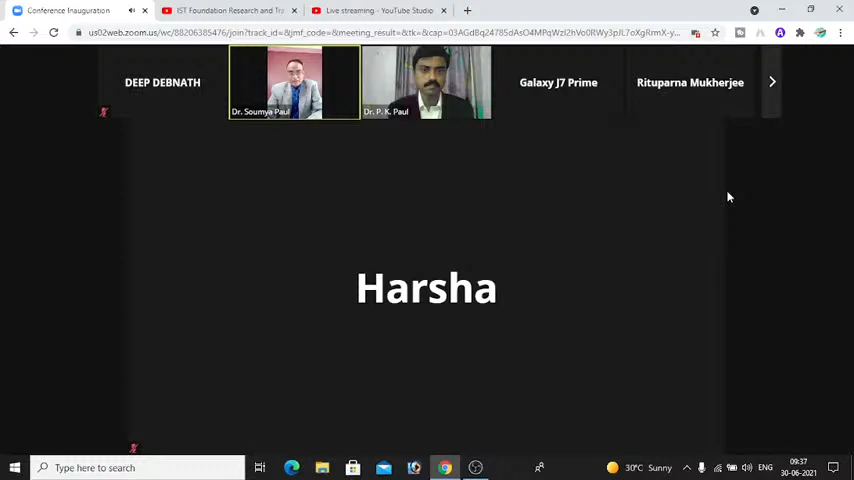 Conference Inauguration
IST Foundation Research and Tra
Live streaming - YouTube Studio
us02web.zoom.us/wc/88206385476/join?track_id=&jmf_code=&meeting_result=&tk=&cap=
DEEP DEBNATH
Dr. Soumya Paul
Dr. P. K. Paul
Galaxy J7 Prime
Rituparna Mukherjee
Harsha
Type here to search
30°C Sunny
ENG
09:37
30-06-2021